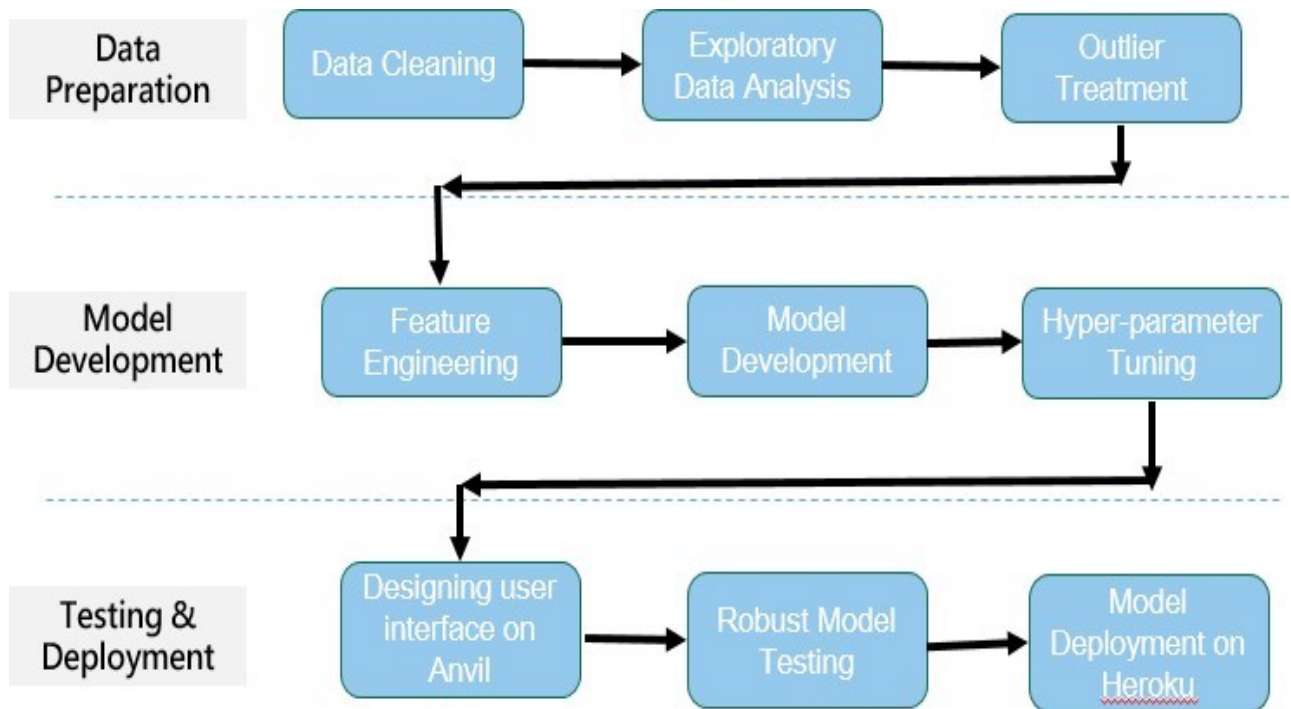 Data
Preparation
Data Cleaning
Exploratory
Data Analysis
Outlier
Treatment
Model
Development
Feature
Engineering
Model
Development
Hyper-parameter
Tuning
Testing &
Deployment
Designing user
interface on
Anvil
Robust Model
Testing
Model
Deployment on
Heroku